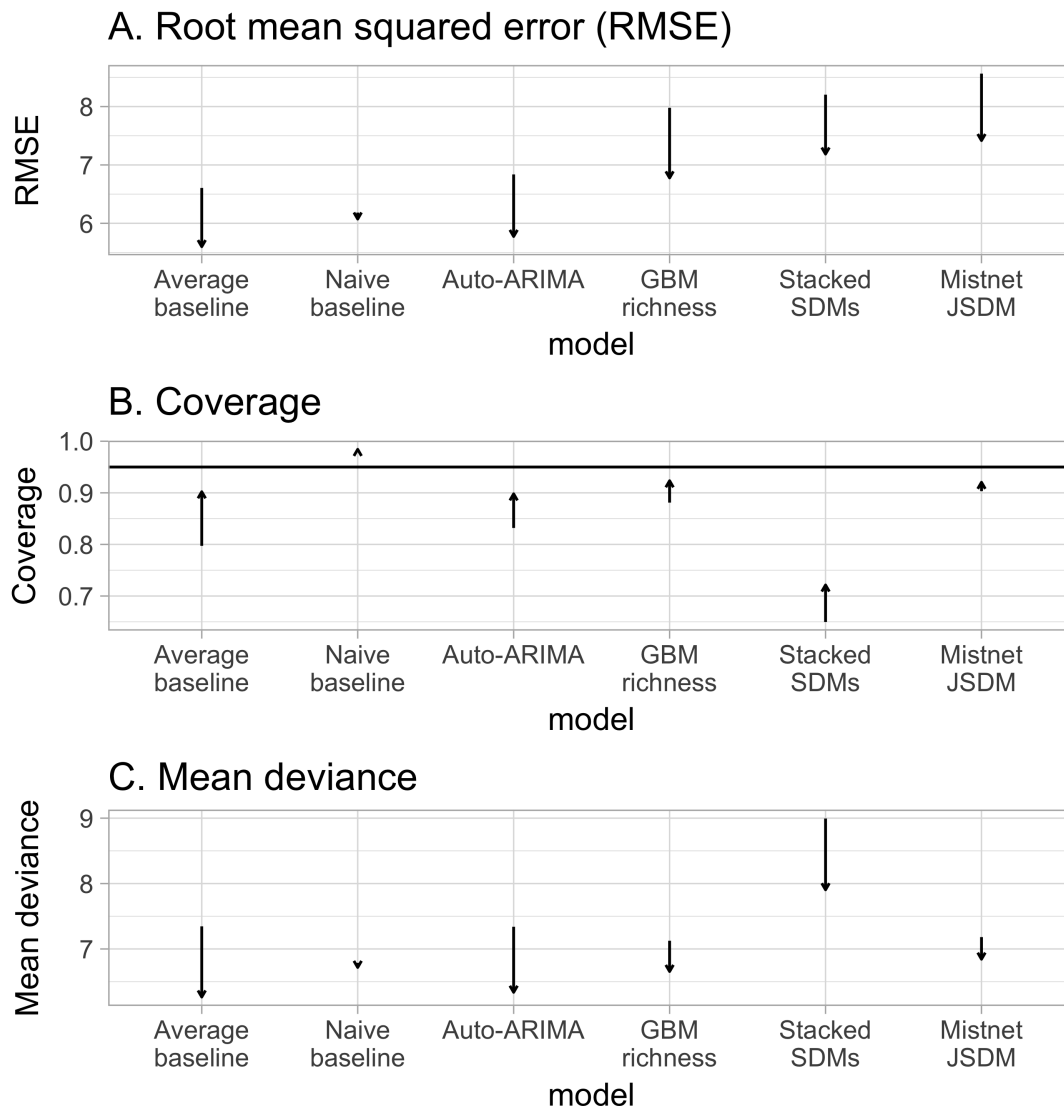 A. Root mean squared error (RMSE)
RMSE
8
7
6
Average baseline
Naive baseline
Auto-ARIMA
GBM richness
Stacked SDMs
Mistnet JSDM
model
B. Coverage
Coverage
1.0
0.9
0.8
0.7
Average baseline
Naive baseline
Auto-ARIMA
GBM richness
Stacked SDMs
Mistnet JSDM
model
C. Mean deviance
Mean deviance
9
8
7
Average baseline
Naive baseline
Auto-ARIMA
GBM richness
Stacked SDMs
Mistnet JSDM
model